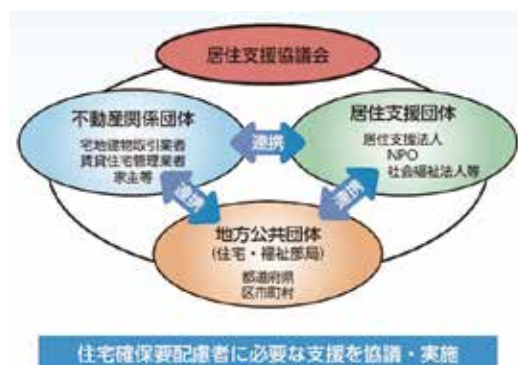 居住支援協議会
不動産関係団体
宅地建物取引業者
賃貸住宅管理業者
家主等
連携
居住支援団体
居住支援法人
NPO
社会福祉法人等
連携
連携
地方公共団体
(住宅・福祉部局)
都道府県
区市町村
住宅確保要配慮者に必要な支援を協議・実施